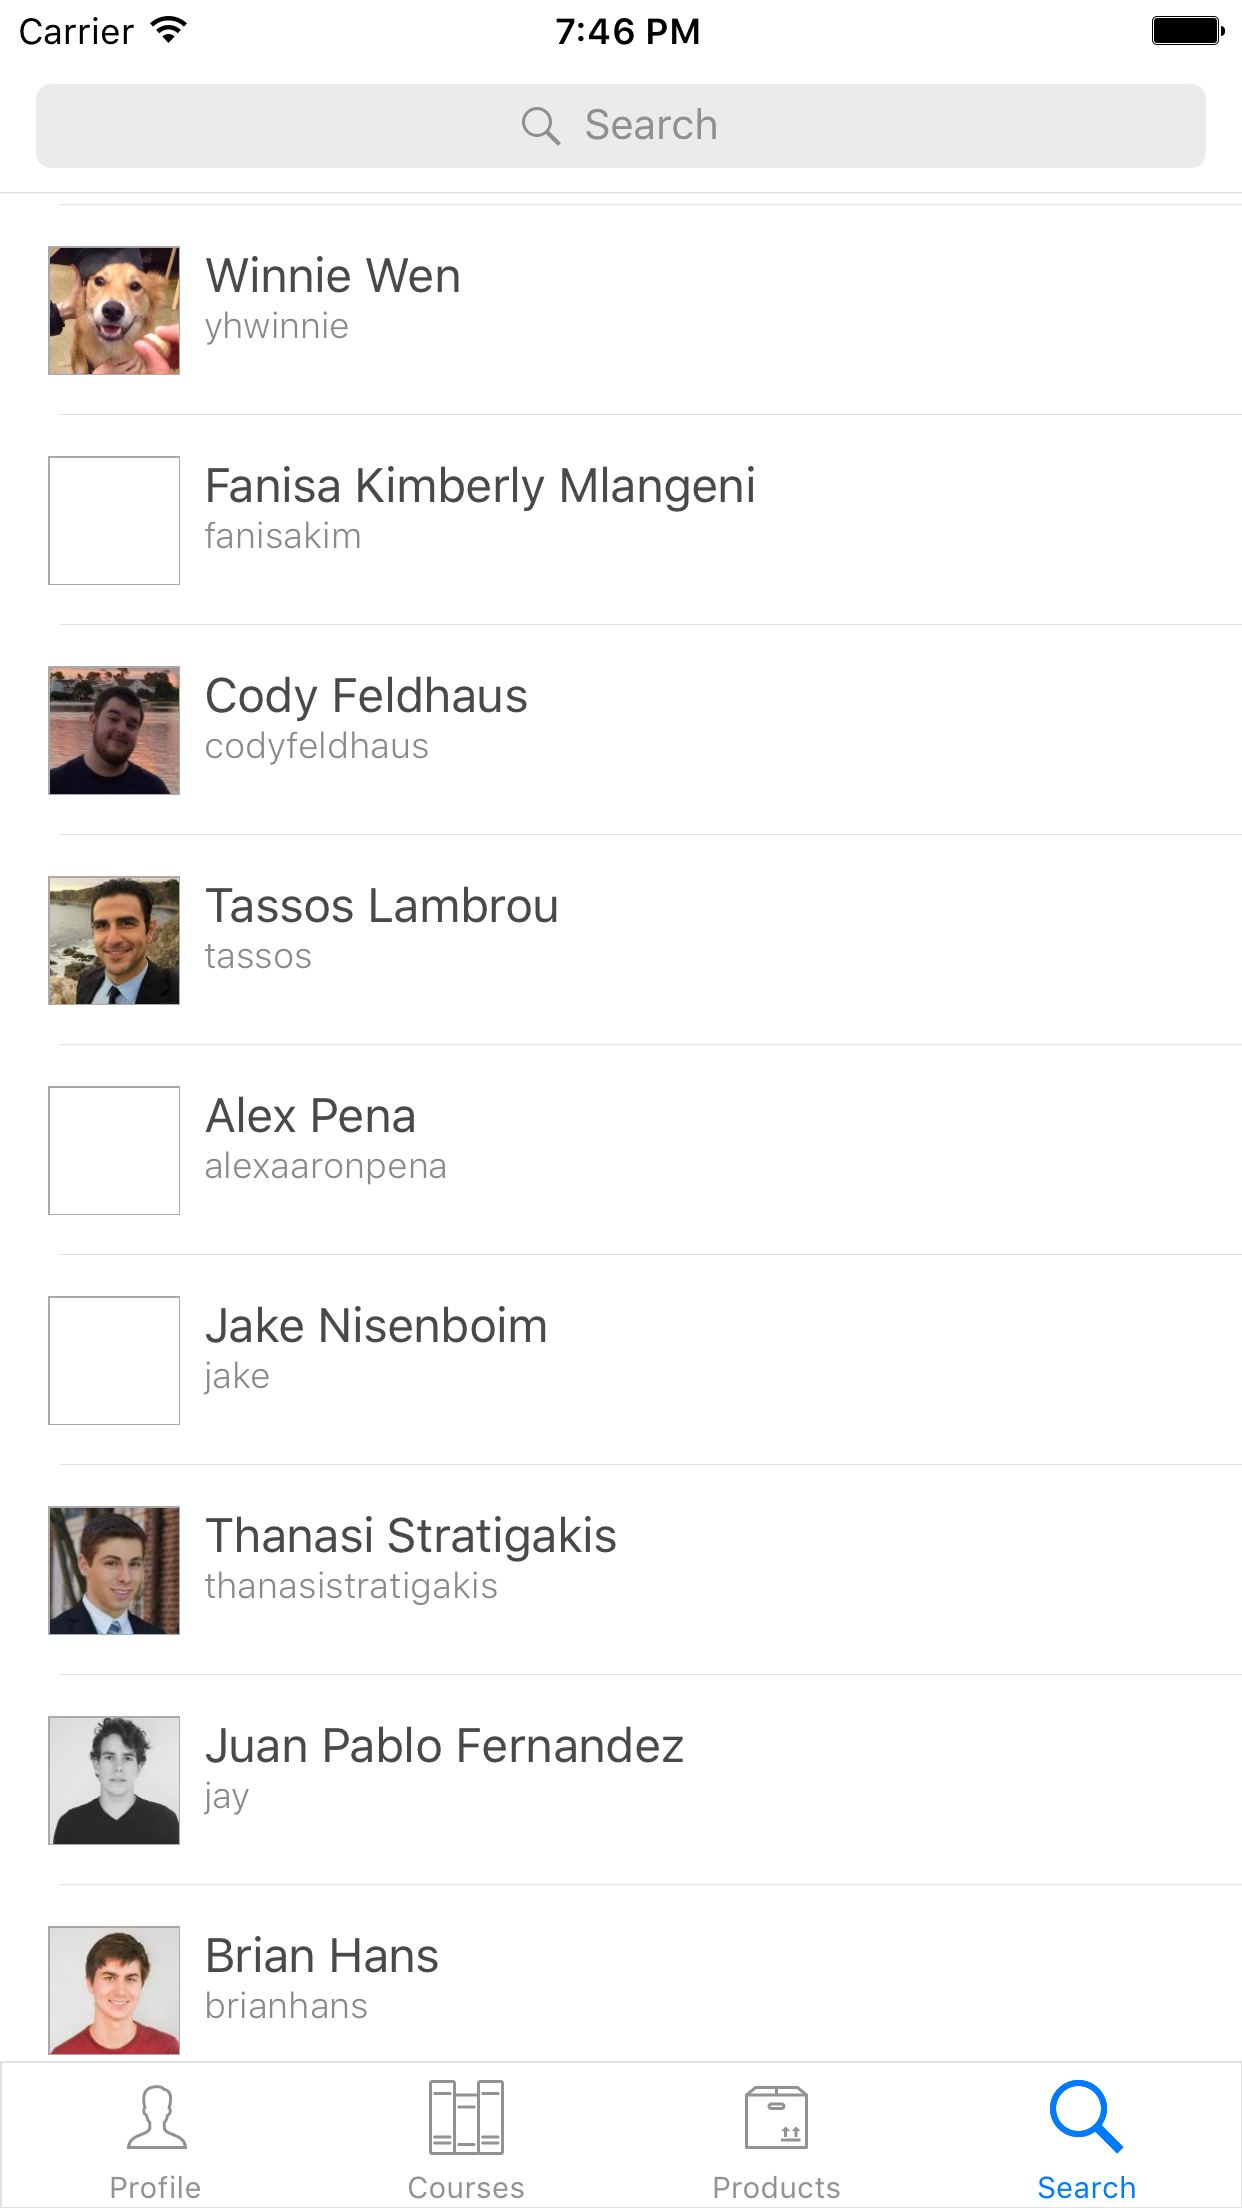 Carrier 7:46 PM
Search
Winnie Wen
yhwinnie
Fanisa Kimberly Mlangeni
fanisakim
Cody Feldhaus
codyfeldhaus
Tassos Lambrou
tassos
Alex Pena
alexaaronpena
Jake Nisenboim
jake
Thanasi Stratigakis
thanasistratigakis
Juan Pablo Fernandez
jay
Brian Hans
brianhans
Profile Courses Products Search